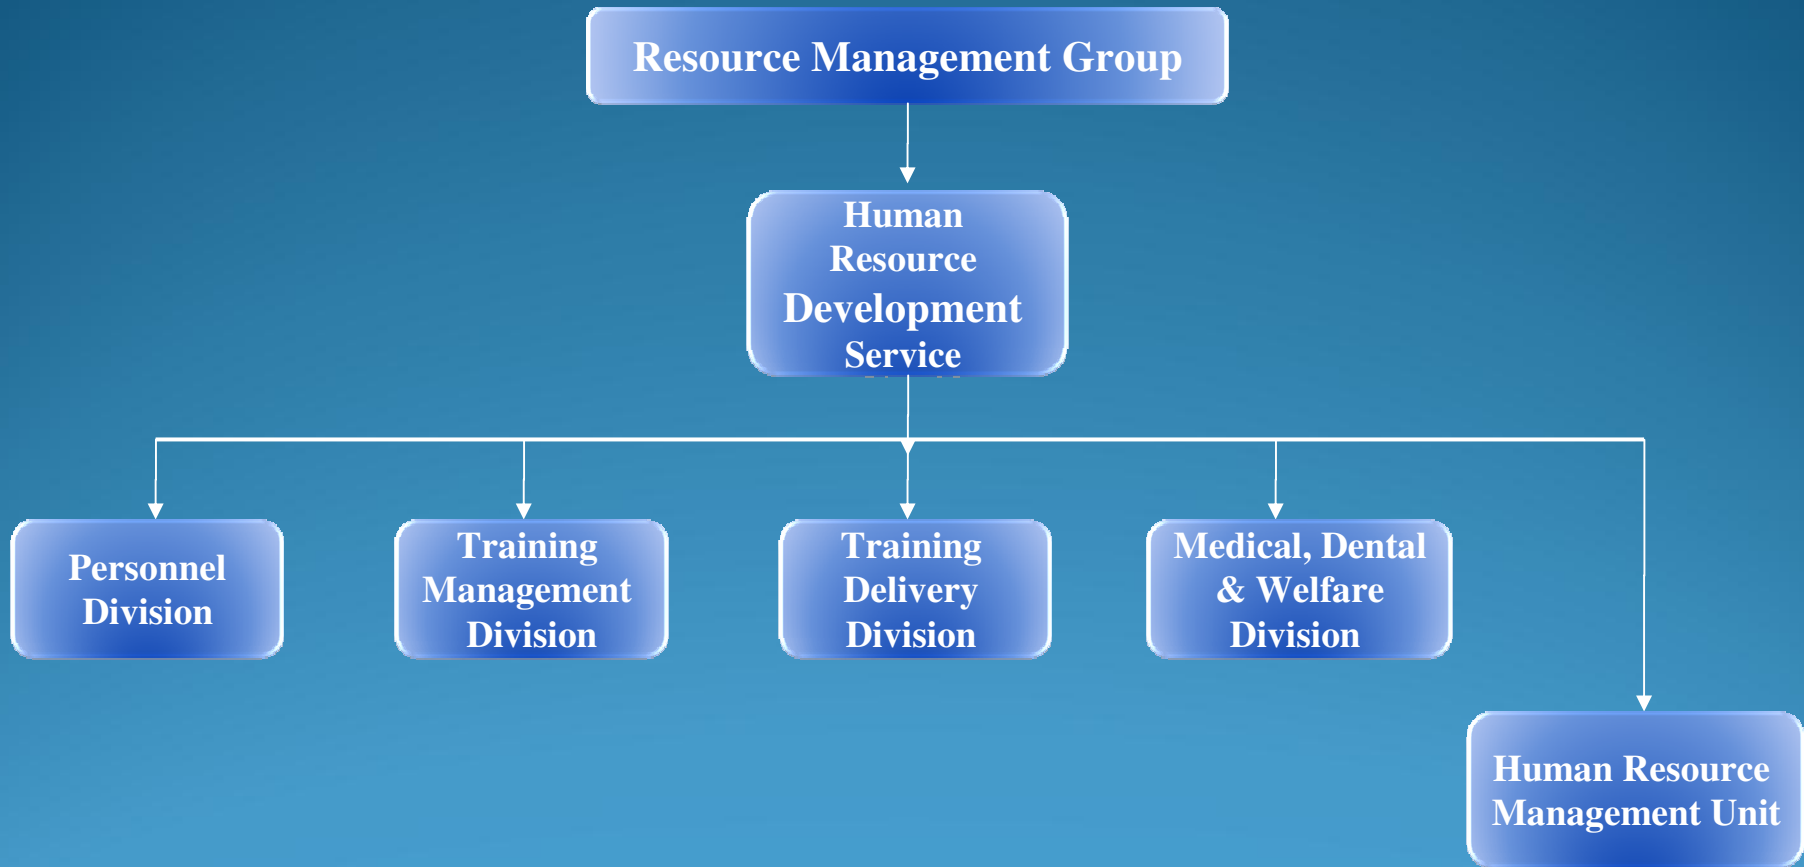 Resource Management Group
Human
Resource
Development
Service
Personnel
Division
Training
Management
Division
Training
Delivery
Division
Medical, Dental
& Welfare
Division
Human Resource
Management Unit